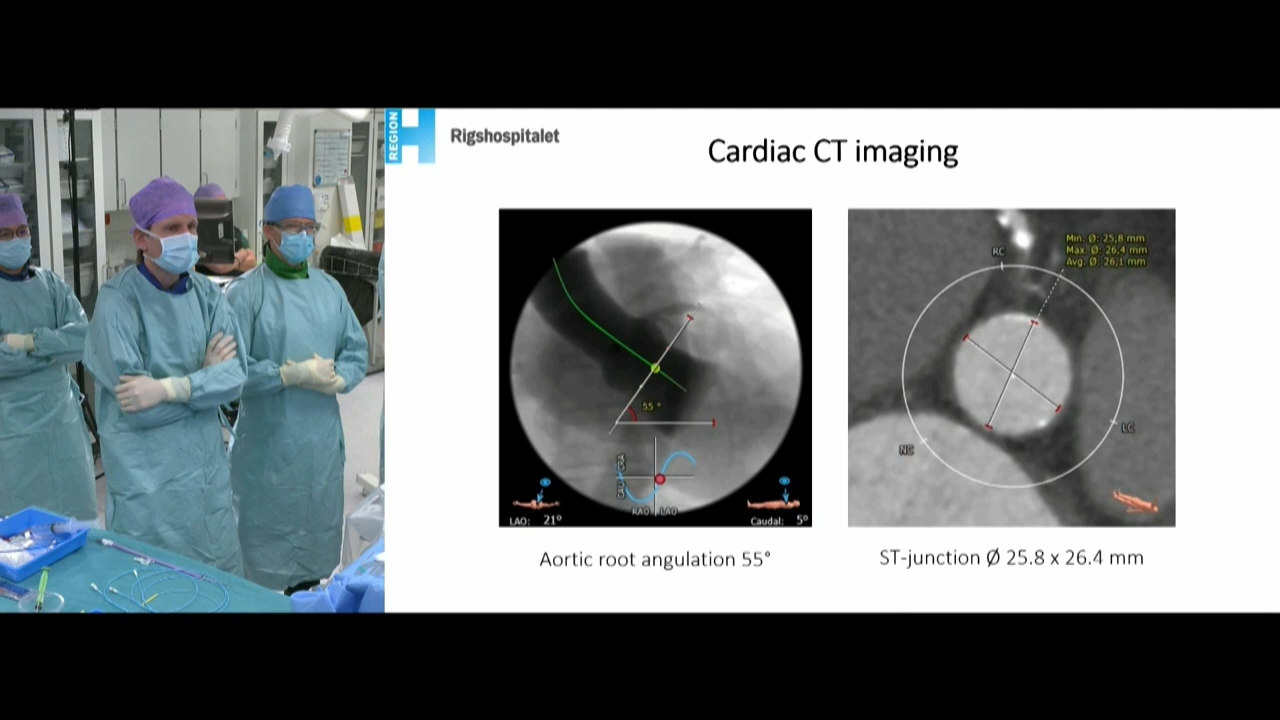 REGION
H
Rigshospitalet
Cardiac CT imaging
55 °
CAU CRA
RAO LAO
LAO: 21°
Caudal: 5°
RC
Min. Ø: 25,8 mm
Max. Ø: 26,4 mm
Avg. Ø: 26,1 mm
LC
NC
Aortic root angulation 55°
ST-junction Ø 25.8 x 26.4 mm